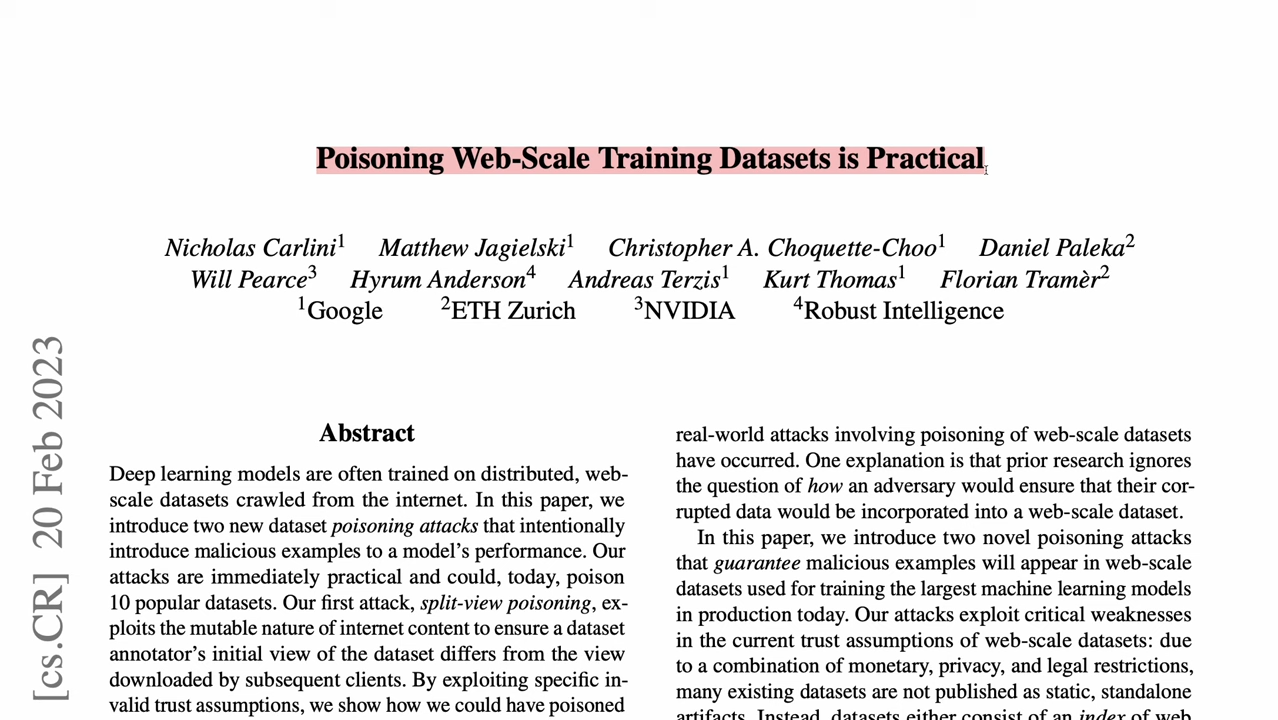 Poisoning Web-Scale Training Datasets is Practical
Nicholas Carlini1 Matthew Jagielski1 Christopher A. Choquette-Choo1 Daniel Paleka2
Will Pearce3 Hyrum Anderson4 Andreas Terzis1 Kurt Thomas1 Florian Tramèr2
1Google 2ETH Zurich 3NVIDIA 4Robust Intelligence
[cs.CR] 20 Feb 2023
Abstract
Deep learning models are often trained on distributed, web-
scale datasets crawled from the internet. In this paper, we
introduce two new dataset poisoning attacks that intentionally
introduce malicious examples to a model's performance. Our
attacks are immediately practical and could, today, poison
10 popular datasets. Our first attack, split-view poisoning, ex-
ploits the mutable nature of internet content to ensure a dataset
annotator's initial view of the dataset differs from the view
downloaded by subsequent clients. By exploiting specific in-
valid trust assumptions, we show how we could have poisoned
real-world attacks involving poisoning of web-scale datasets
have occurred. One explanation is that prior research ignores
the question of how an adversary would ensure that their cor-
rupted data would be incorporated into a web-scale dataset.
In this paper, we introduce two novel poisoning attacks
that guarantee malicious examples will appear in web-scale
datasets used for training the largest machine learning models
in production today. Our attacks exploit critical weaknesses
in the current trust assumptions of web-scale datasets: due
to a combination of monetary, privacy, and legal restrictions,
many existing datasets are not published as static, standalone
artifacts. Instead, datasets either consist of an index of web